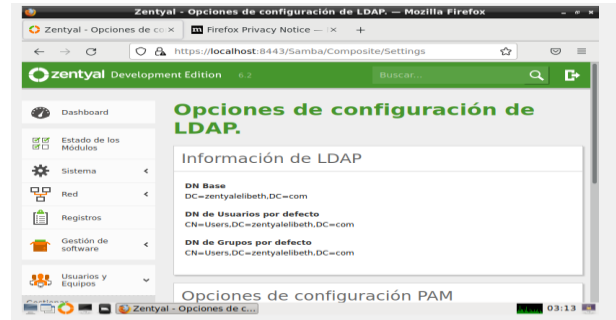 Zentyal - Opciones de configuración de LDAP. — Mozilla Firefox
Zentyal - Opciones de co
Firefox Privacy Notice —
https://localhost:8443/Samba/Composite/Settings
zentyal Development Edition 6.2
Buscar...
Dashboard
Estado de los
Módulos
Sistema
Red
Registros
Gestión de
software
Usuarios y
Equipos
Opciones de configuración de
LDAP.
Información de LDAP
DN Base
DC=zentyalelibeth,DC=com
DN de Usuarios por defecto
CN=Users,DC=zentyalelibeth,DC=com
DN de Grupos por defecto
CN=Users,DC=zentyalelibeth,DC=com
Opciones de configuración PAM
Zentyal - Opciones de c...
03:13